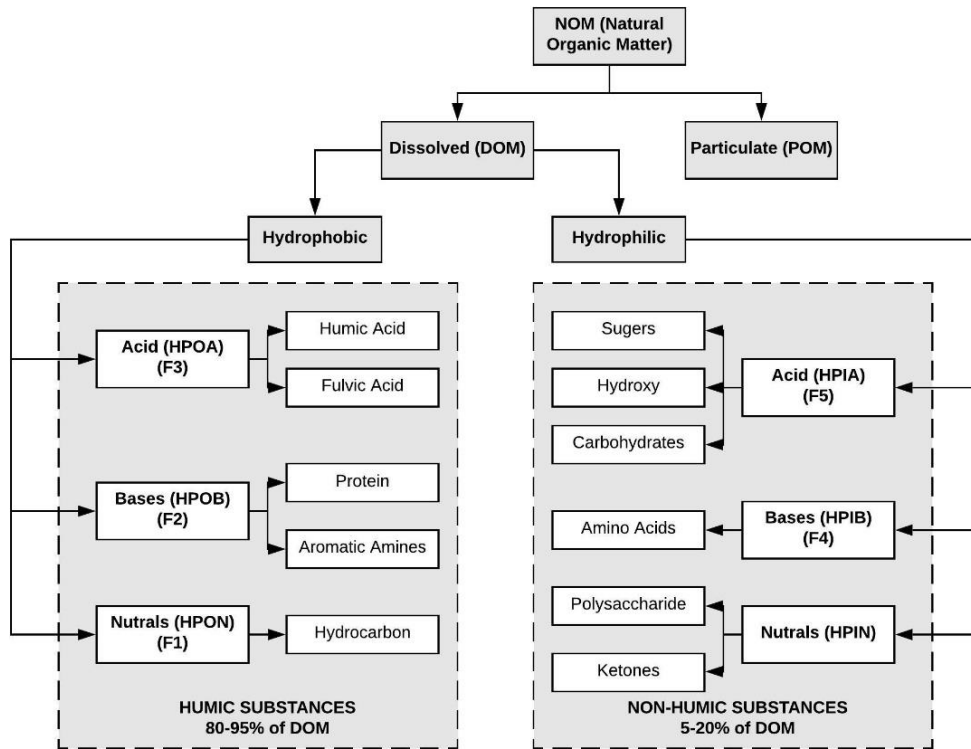 NOM (Natural
Organic Matter)
Dissolved (DOM)
Particulate (POM)
Hydrophobic
Hydrophilic
Acid (HPOA)
(F3)
Humic Acid
Fulvic Acid
Bases (HPOB)
(F2)
Protein
Aromatic Amines
Nutrals (HPON)
(F1)
Hydrocarbon
HUMIC SUBSTANCES
80-95% of DOM
Sugers
Hydroxy
Carbohydrates
Acid (HPIA)
(F5)
Amino Acids
Bases (HPIB)
(F4)
Polysaccharide
Ketones
Nutrals (HPIN)
NON-HUMIC SUBSTANCES
5-20% of DOM